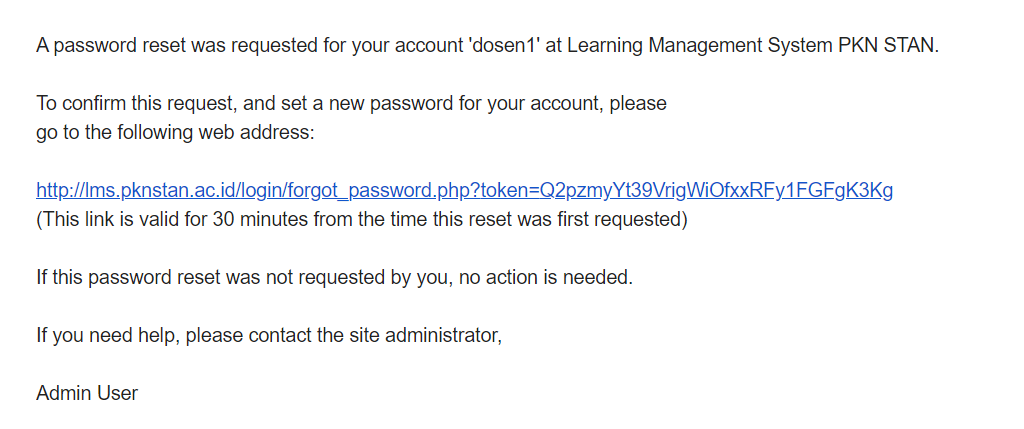 A password reset was requested for your account 'dosen1' at Learning Management System PKN STAN.
To confirm this request, and set a new password for your account, please
go to the following web address:
http://lms.pknstan.ac.id/login/forgot_password.php?token=Q2pzmyYt39VrigWiOfxxRFy1FGFgK3Kg
(This link is valid for 30 minutes from the time this reset was first requested)
If this password reset was not requested by you, no action is needed.
If you need help, please contact the site administrator,
Admin User